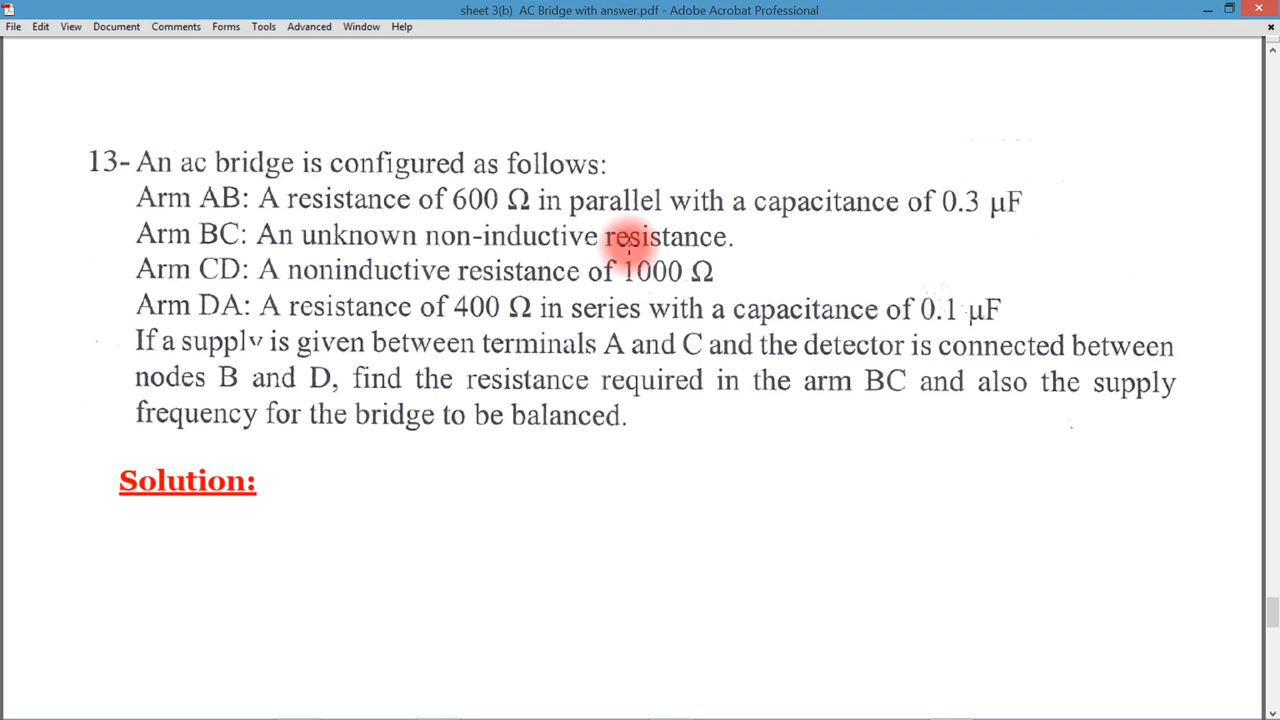 sheet 3(b) AC Bridge with answer.pdf - Adobe Acrobat Professional
File Edit View Document Comments Forms Tools Advanced Window Help
13- An ac bridge is configured as follows:
Arm AB: A resistance of 600 Ω in parallel with a capacitance of 0.3 μF
Arm BC: An unknown non-inductive resistance.
Arm CD: A noninductive resistance of 1000 Ω
Arm DA: A resistance of 400 Ω in series with a capacitance of 0.1 μF
If a supply is given between terminals A and C and the detector is connected between
nodes B and D, find the resistance required in the arm BC and also the supply
frequency for the bridge to be balanced.
Solution: